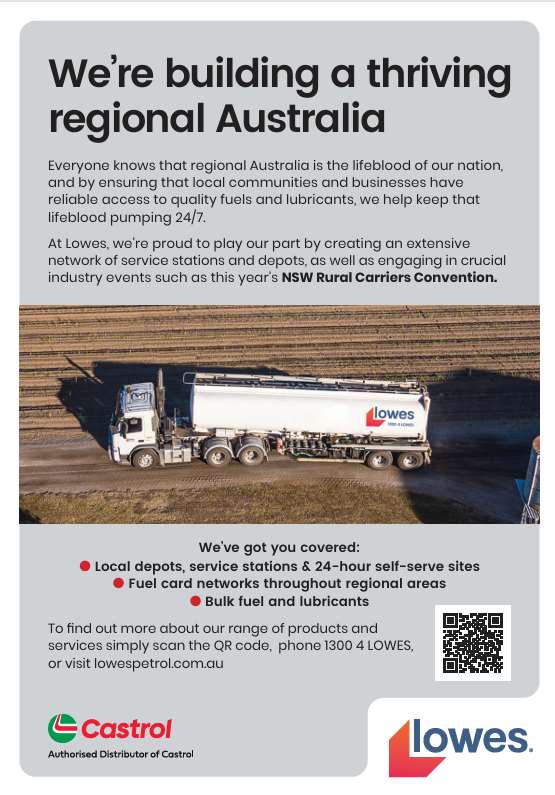 We're building a thriving
regional Australia
Everyone knows that regional Australia is the lifeblood of our nation,
and by ensuring that local communities and businesses have
reliable access to quality fuels and lubricants, we help keep that
lifeblood pumping 24/7.
At Lowes, we're proud to play our part by creating an extensive
network of service stations and depots, as well as engaging in crucial
industry events such as this year's NSW Rural Carriers Convention.
lowes
1300 4 LOWES
We've got you covered:
● Local depots, service stations & 24-hour self-serve sites
● Fuel card networks throughout regional areas
● Bulk fuel and lubricants
To find out more about our range of products and
services simply scan the QR code,  phone 1300 4 LOWES,
or visit lowespetrol.com.au
Castrol
Authorised Distributor of Castrol
lowes.